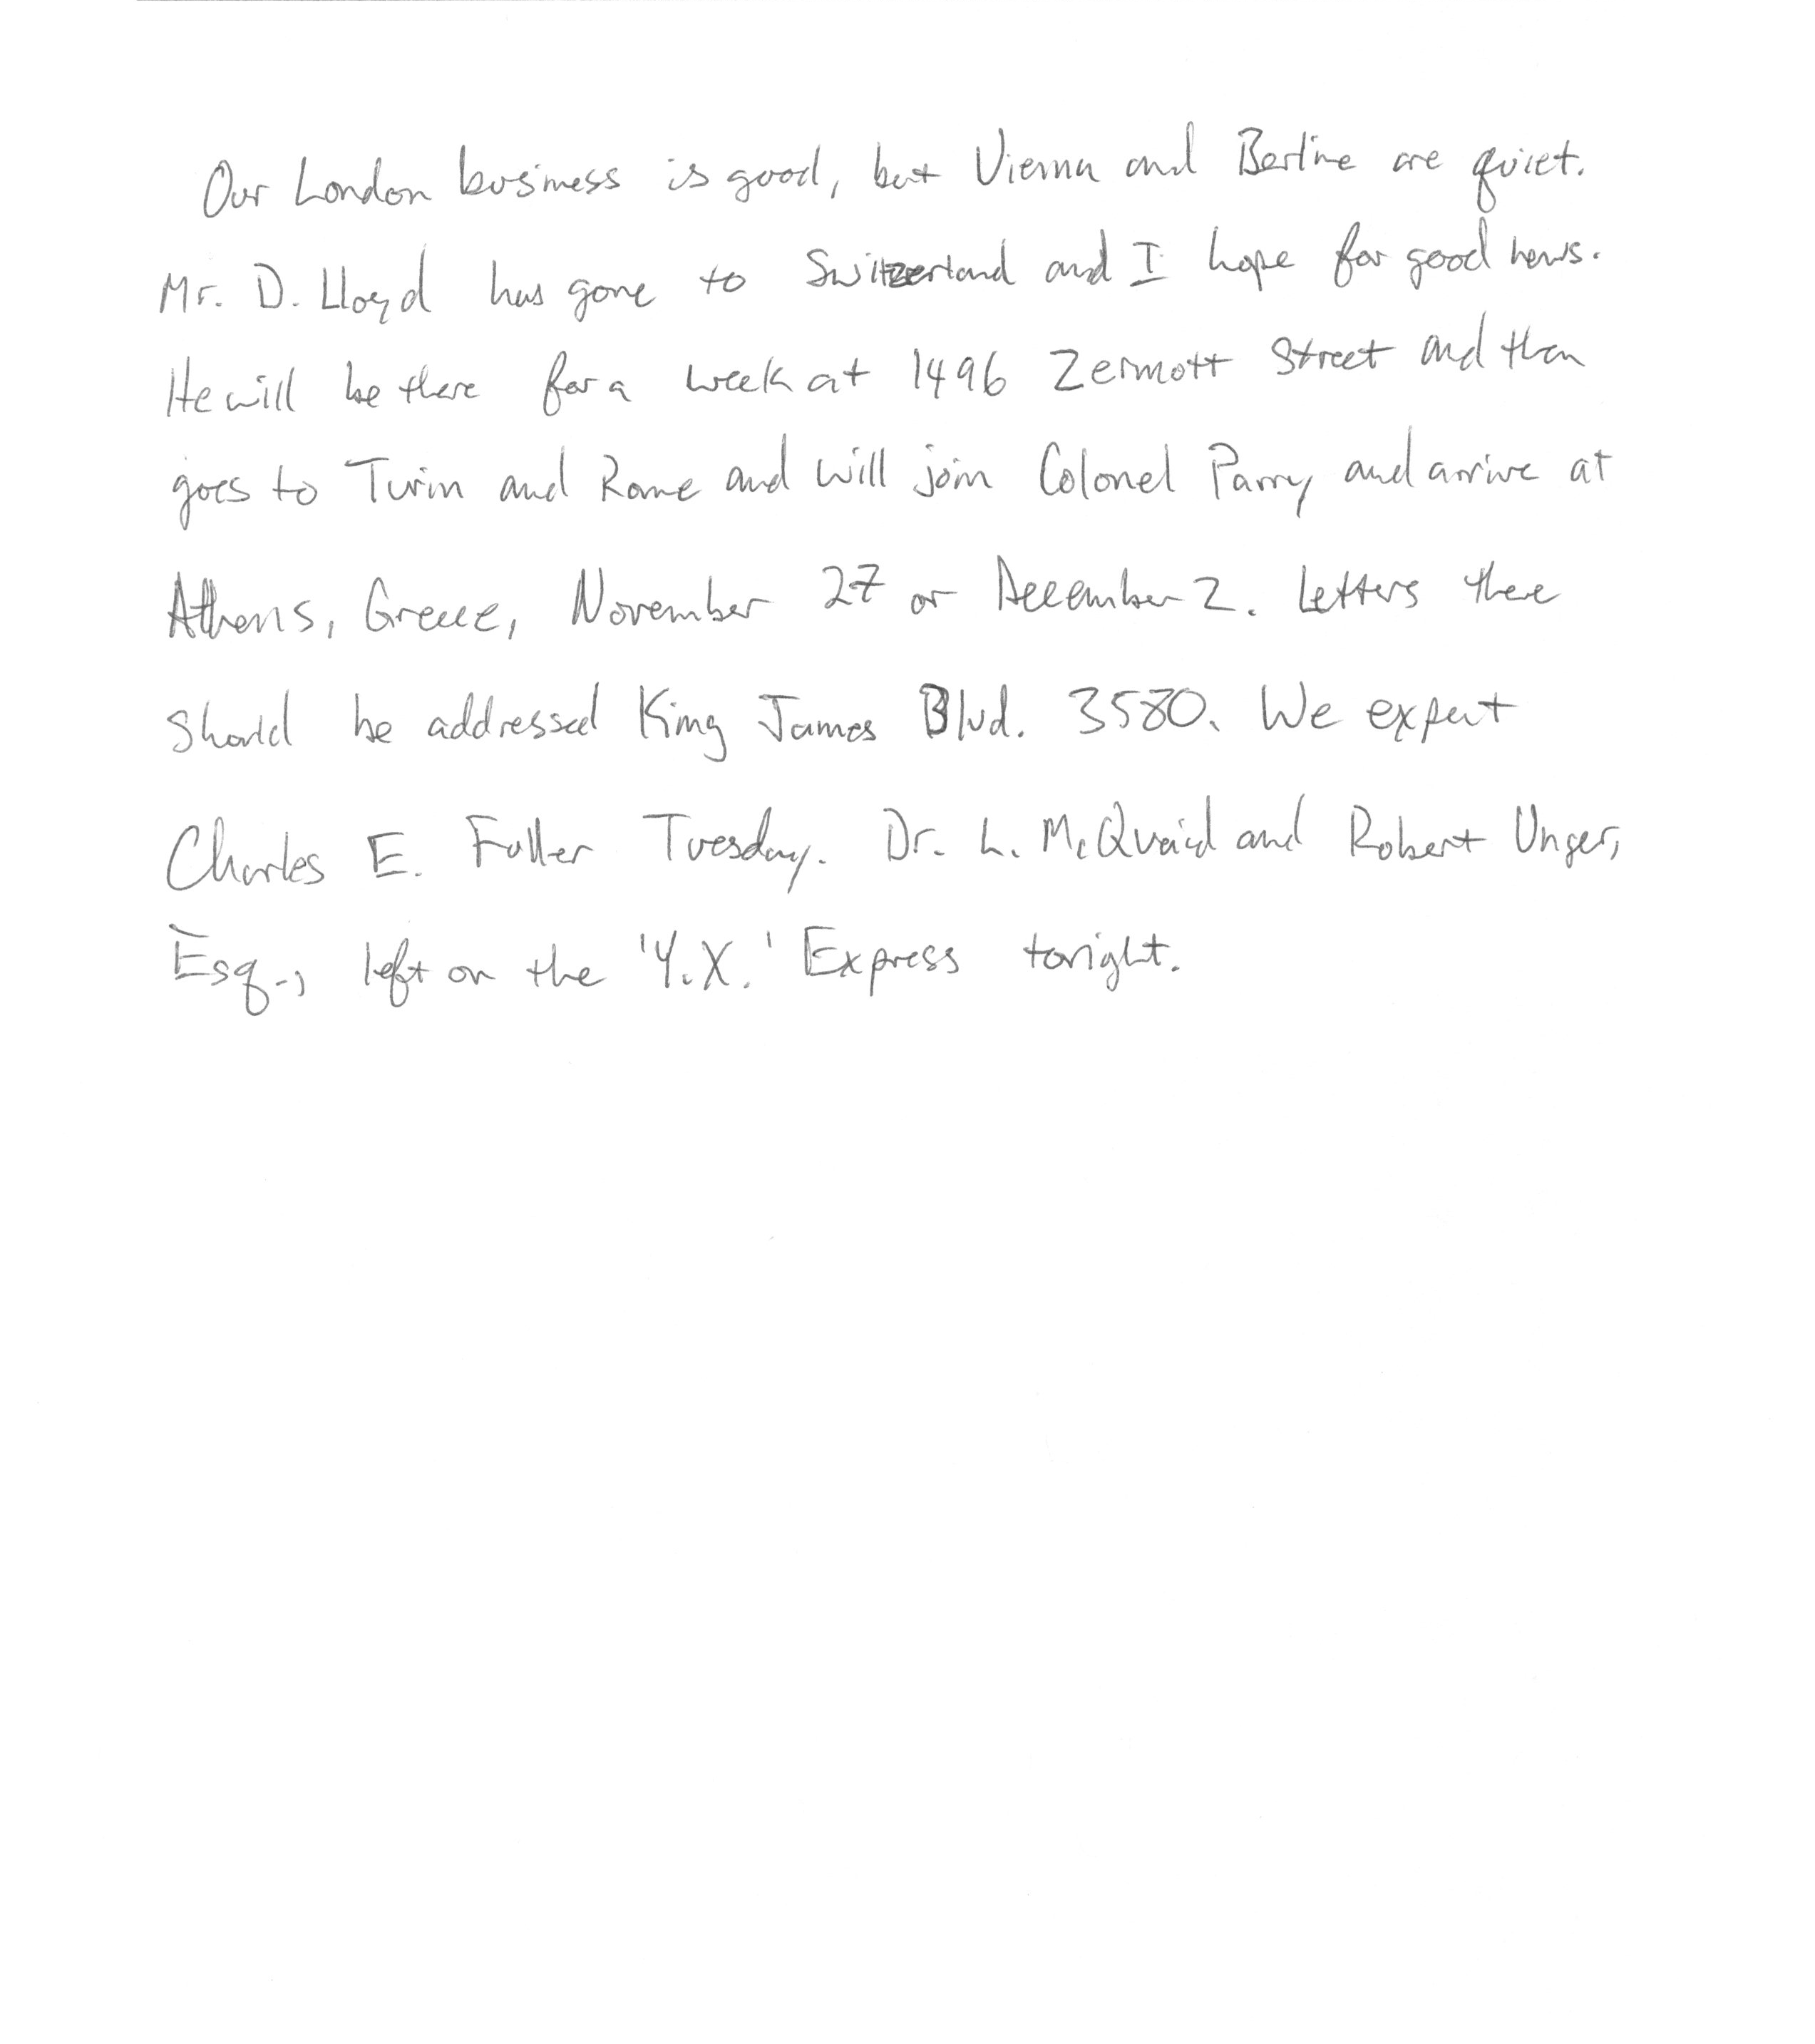 Our London business is good, but Vienna and Berline are quiet.
Mr. D. Lloyd has gone to Switzerland and I hope for good news.
He will be there for a week at 1496 Zermott Street and then
goes to Turin and Rome and will join Colonel Parry and arrive at
Athens, Greece, November 27 or December 2. Letters there
should be addressed King James Blvd. 3580. We expect
Charles E. Fuller Tuesday. Dr. L. McQuaid and Robert Unger,
Esq., left on the 'Y.X.' Express tonight.